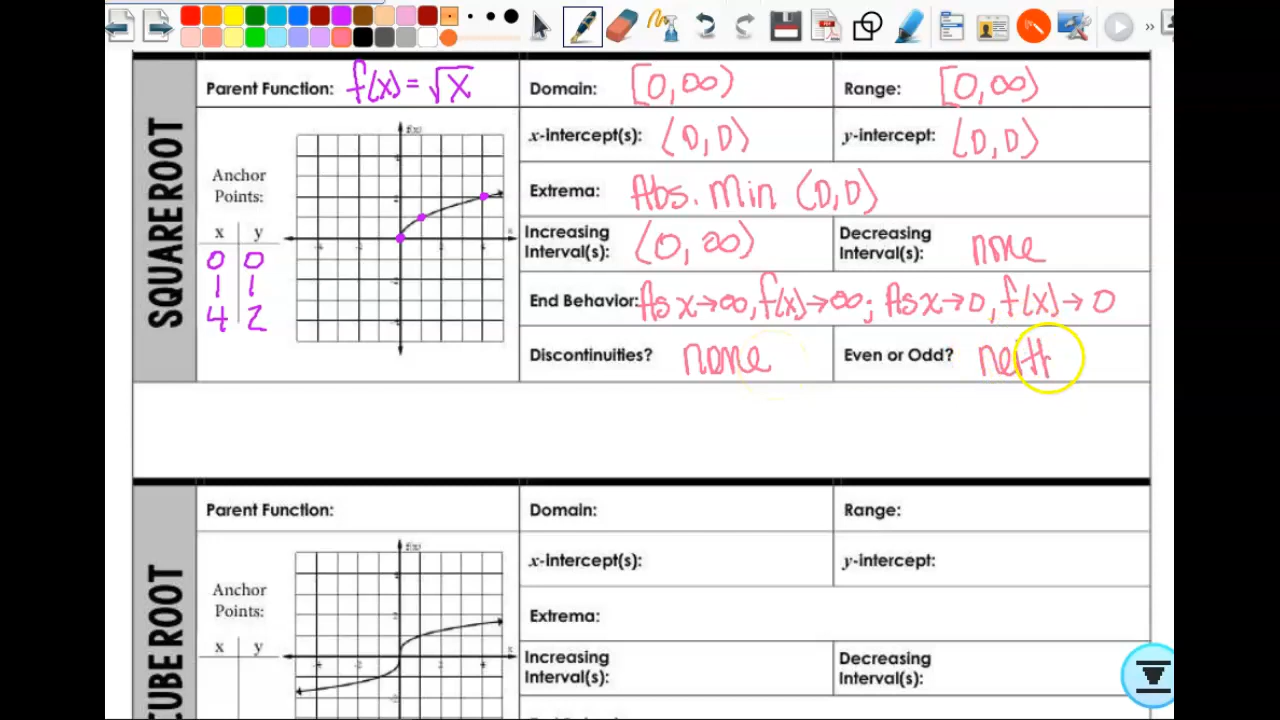 SQUARE ROOT
Parent Function: f(x) = √x
Domain: [0, ∞)
Range: [0, ∞)
Anchor
Points:
x y
0 0
1 1
4 2
f(x)
x
x-intercept(s): (0, 0)
y-intercept: (0, 0)
Extrema: Abs. Min (0, 0)
Increasing
Interval(s): (0, ∞)
Decreasing
Interval(s): none
End Behavior: As x→∞, f(x)→∞; As x→0, f(x)→0
Discontinuities? none
Even or Odd? neith
CUBE ROOT
Parent Function:
Domain:
Range:
Anchor
Points:
x y
f(x)
x
x-intercept(s):
y-intercept:
Extrema:
Increasing
Interval(s):
Decreasing
Interval(s):